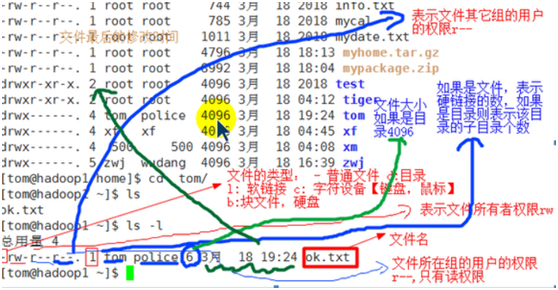 -rw-r--r--. 1 root root 744 3月 18 2018 info.txt
-rw-r--r--. 1 root root 785 3月 18 2018 mycal
表示文件其它组的用户的权限r--
文件最后的修改时间
-rw-r--r--. root root 1011 3月 18 2018 mydate.txt
-rw-r--r--. 1 root root 4796 3月 18 18:13 myhome.tar.gz
-rw-r--r--. root root 8992 3月 18 18:04 mypackage.zip
drwxr-xr-x. 2 root root 4096 3月 18 2018 test
drwxr-xr-x. root root 4096 3月 18 04:12 tiger
drwx------. 4 tom police 4096 3月 18 19:24 tom
drwx------. 4 xf xf 3月 18 04:45 xf
drwx------. 4 500 500 4096 3月 18 04:08 xm
drwx------. 5 zwj wudang 4096 3月 18 16:39 zwj
文件大小
如果是目
录4096
如果是文件，表示
硬链接的数，如果
是目录则表示该目
录的子目录个数
[tom@hadoop1 home]$ cd tom/
文件的类型： - 普通文件 d:目录
l: 软链接 c: 字符设备【键盘，鼠标】
b:块文件，硬盘
[tom@hadoop1 ~]$ ls
ok.txt
表示文件所有者权限rw
[tom@hadoop1 ~]$ ls -l
总用量 4
文件名
-rw-r--r--. 1 tom police 6 3月 18 19:24 ok.txt
[tom@hadoop1 ~]$
文件所在组的用户的权限
r--,只有读权限